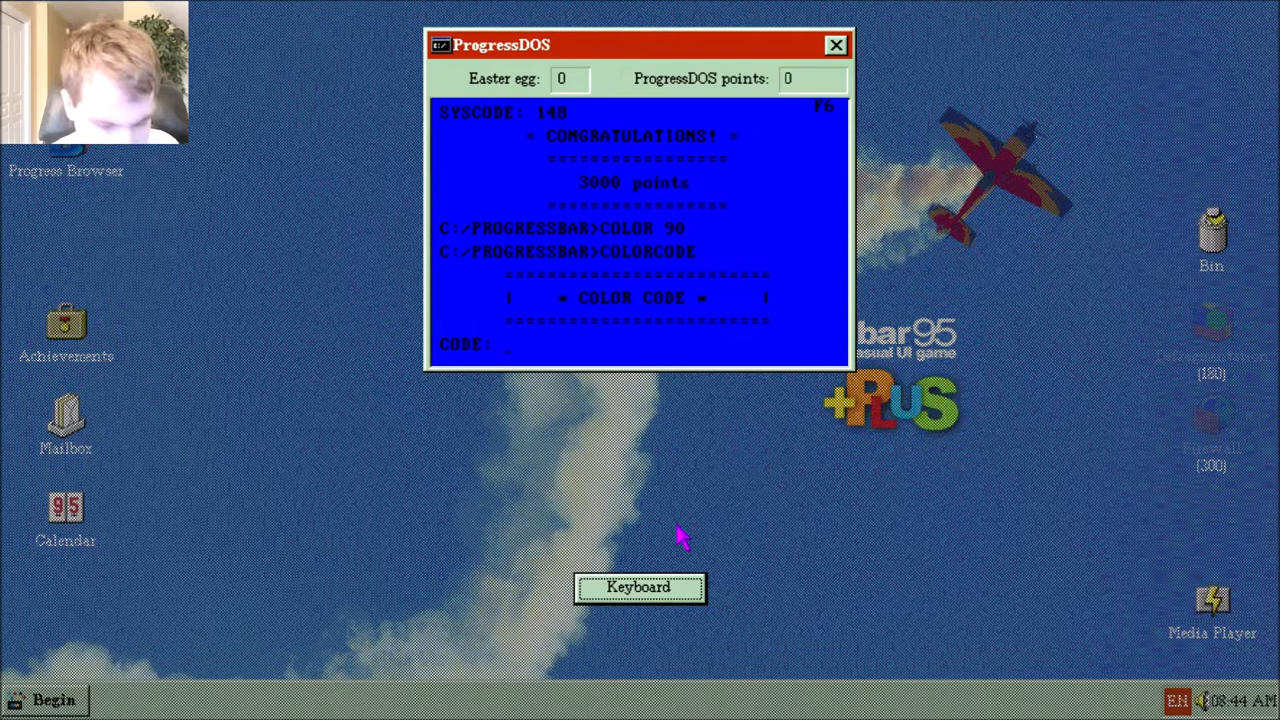 ProgressDOS
Easter egg: 0
ProgressDOS points: 0
SYSCODE: 148
F6
= CONGRATULATIONS! =
================
3000 points
================
C:/PROGRESSBAR>COLOR 90
C:/PROGRESSBAR>COLORCODE
========================
| = COLOR CODE = |
========================
CODE: _
Progress Browser
Achievements
Mailbox
95
Calendar
Bin
bar95
asual UI game
+PLUS
Defragmentation
(120)
Firewall
(300)
Keyboard
Media Player
Begin
EN
08:44 AM